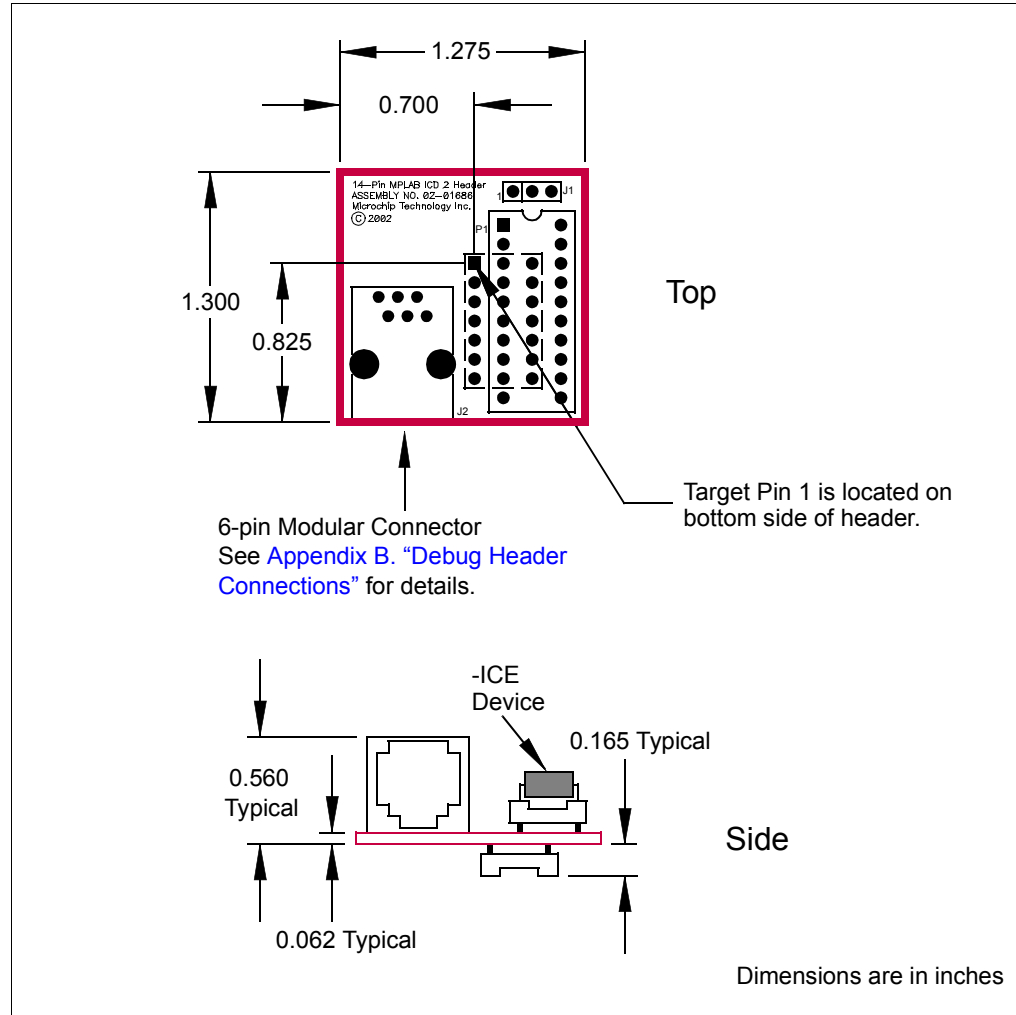 1.275
0.700
14-Pin MPLAB ICD 2 Header
ASSEMBLY NO. 02-01686
Microchip Technology Inc.
© 2002
1
J1
P1
1.300
0.825
Top
J2
Target Pin 1 is located on
bottom side of header.
6-pin Modular Connector
See Appendix B. “Debug Header
Connections” for details.
-ICE
Device
0.165 Typical
0.560
Typical
Side
0.062 Typical
Dimensions are in inches